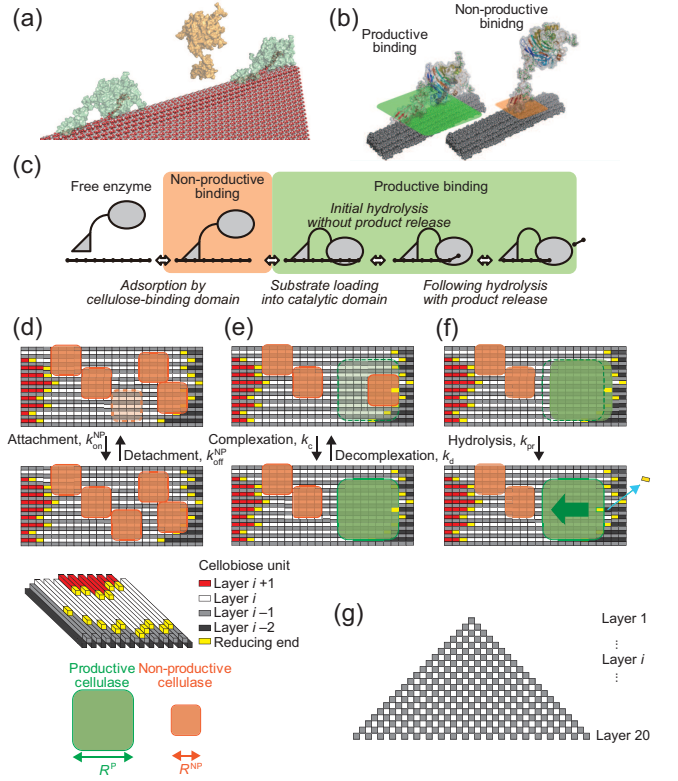 (a)
(b)
Productive
binding
Non-productive
binidng
(c)
Free enzyme
Non-productive
binding
Productive binding
Initial hydrolysis
without product release
Adsorption by
cellulose-binding domain
Substrate loading
into catalytic domain
Following hydrolysis
with product release
(d)
(e)
(f)
Attachment, k_on^NP
Detachment, k_off^NP
Complexation, k_c
Decomplexation, k_d
Hydrolysis, k_pr
Cellobiose unit
Layer i +1
Layer i
Layer i –1
Layer i –2
Reducing end
Productive
cellulase
Non-productive
cellulase
R^P
R^NP
(g)
Layer 1
⋮
Layer i
⋮
Layer 20